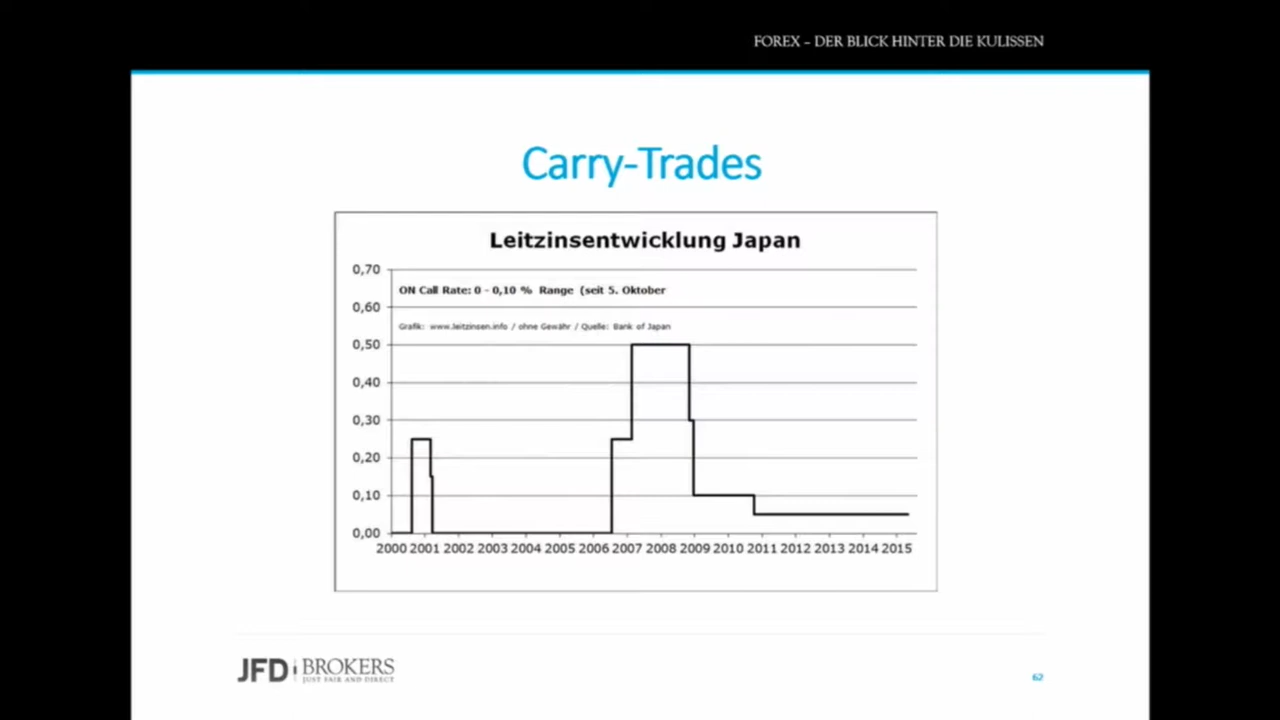 FOREX – DER BLICK HINTER DIE KULISSEN
Carry-Trades
Leitzinsentwicklung Japan
0,70
ON Call Rate: 0 - 0,10 % Range (seit 5. Oktober
0,60
Grafik: www.leitzinsen.info / ohne Gewähr / Quelle: Bank of Japan
0,50
0,40
0,30
0,20
0,10
0,00
2000 2001 2002 2003 2004 2005 2006 2007 2008 2009 2010 2011 2012 2013 2014 2015
JFD BROKERS
JUST FAIR AND DIRECT
62